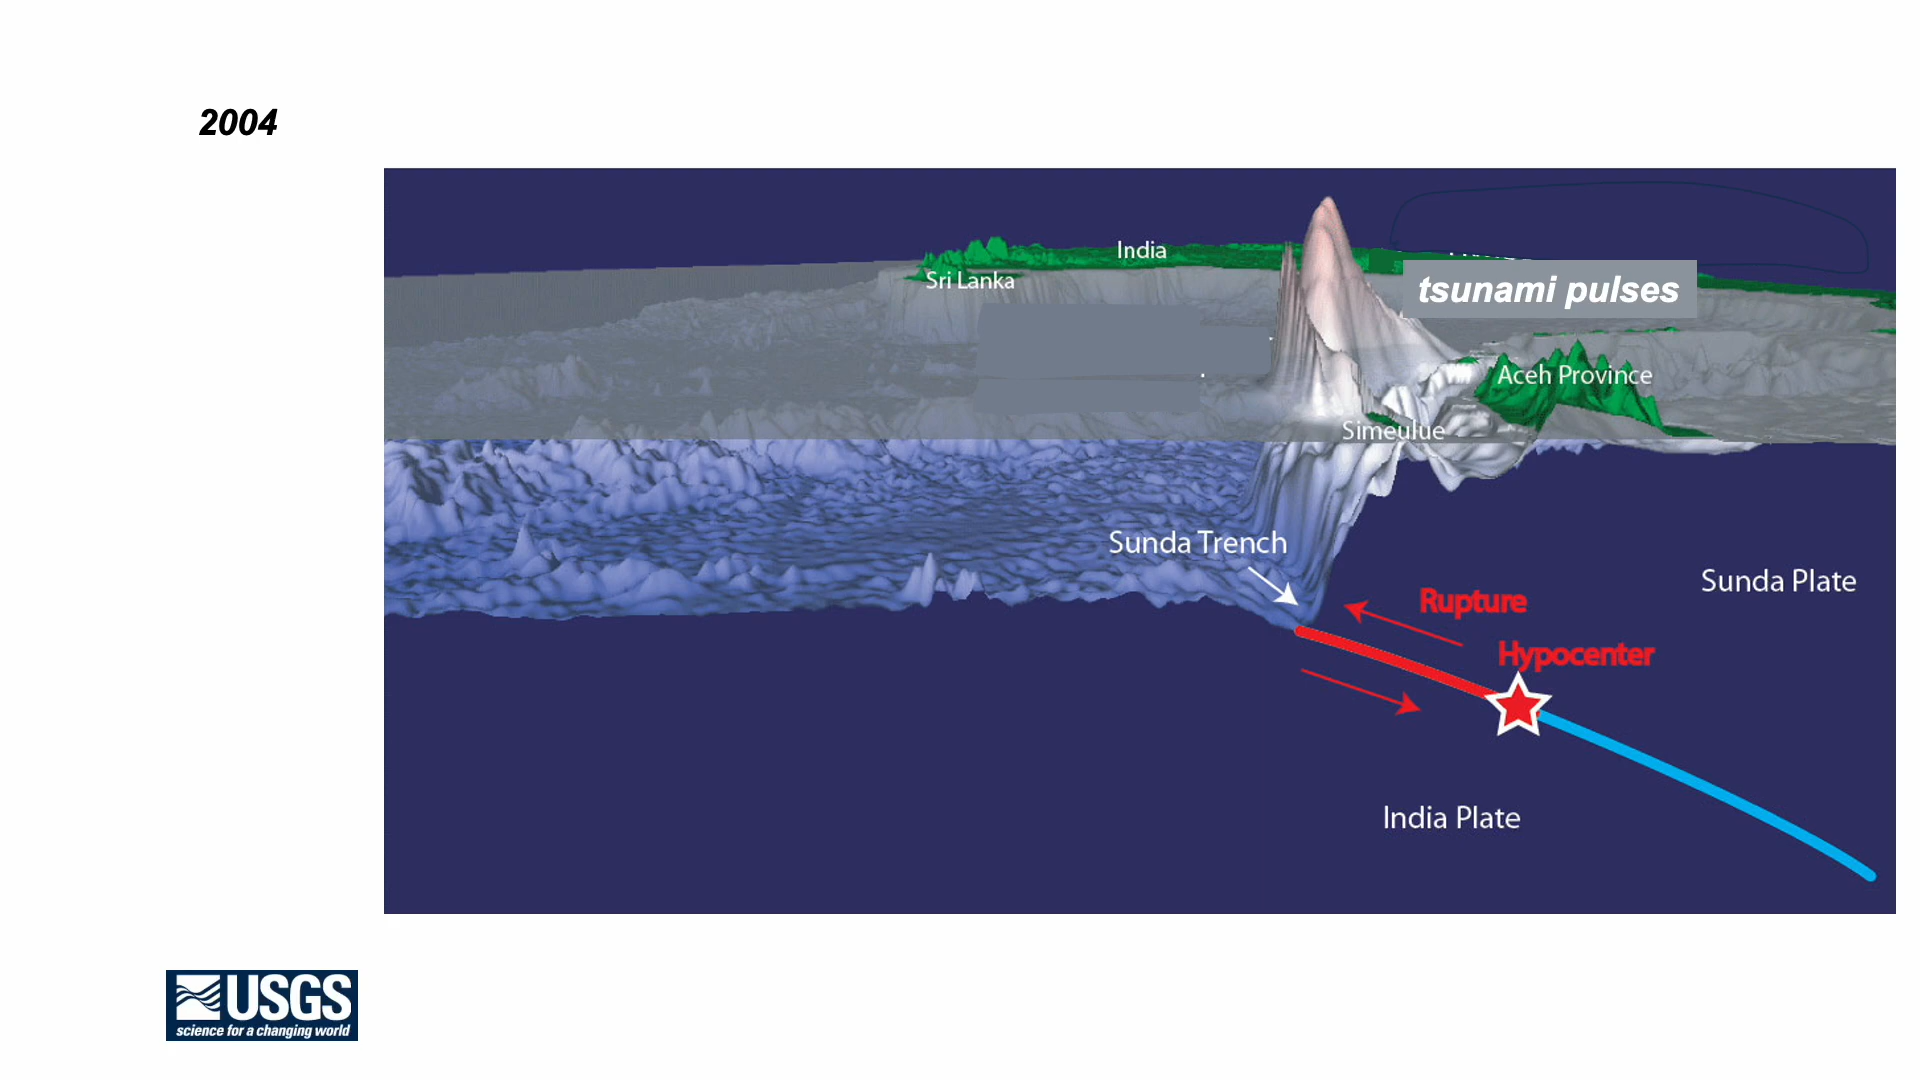 2004
India
Sri Lanka
tsunami pulses
Aceh Province
Simeulue
Sunda Trench
Sunda Plate
Rupture
Hypocenter
India Plate
USGS
science for a changing world